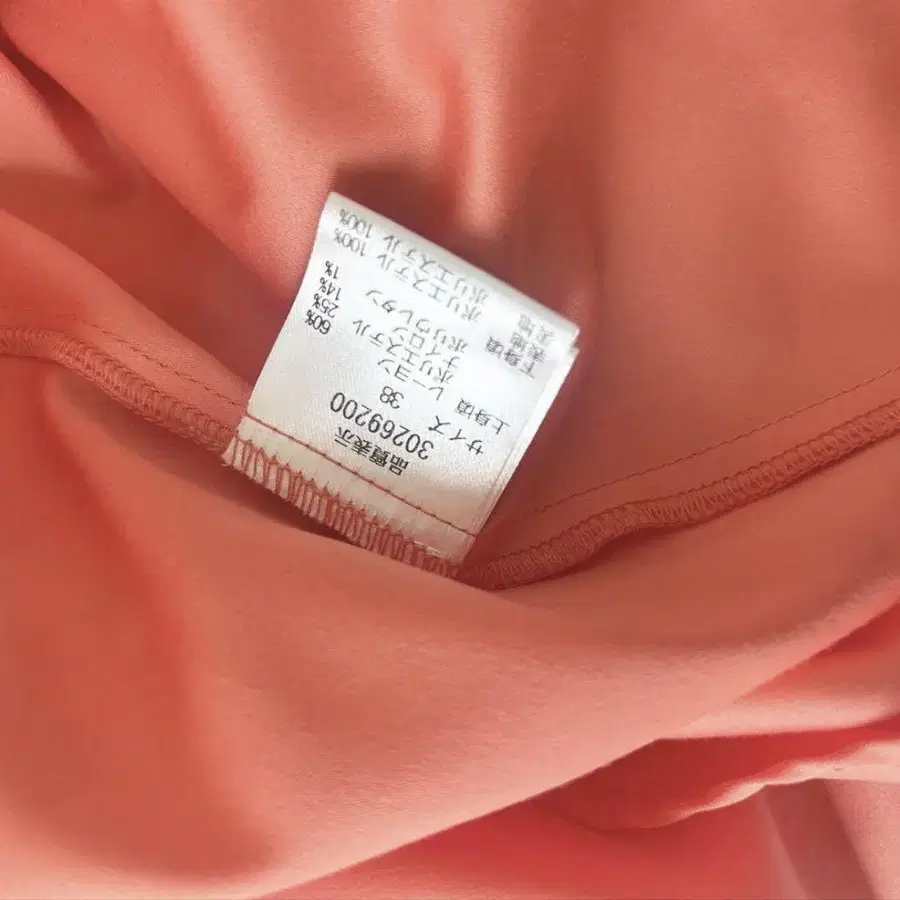 品質表示
30269200
サイズ 38
上身頃 レーヨン 60%
ポリエステル 25%
ナイロン 14%
ポリウレタン 1%
下身頃
表地 ポリエステル 100%
裏地 ポリエステル 100%